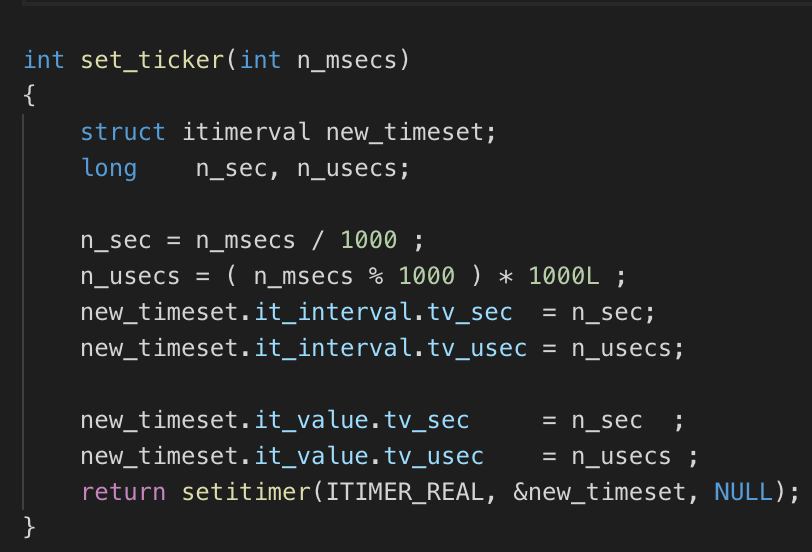 int set_ticker(int n_msecs)
{
    struct itimerval new_timeset;
    long    n_sec, n_usecs;

    n_sec = n_msecs / 1000 ;
    n_usecs = ( n_msecs % 1000 ) * 1000L ;
    new_timeset.it_interval.tv_sec  = n_sec;
    new_timeset.it_interval.tv_usec = n_usecs;

    new_timeset.it_value.tv_sec     = n_sec  ;
    new_timeset.it_value.tv_usec    = n_usecs ;
    return setitimer(ITIMER_REAL, &new_timeset, NULL);
}